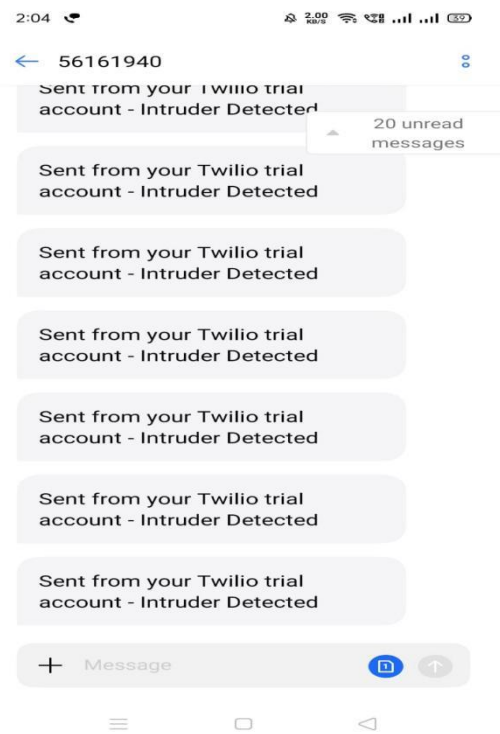 2:04
2.00
KB/S
59
56161940
Sent from your Twilio trial
account - Intruder Detected
20 unread
messages
Sent from your Twilio trial
account - Intruder Detected
Sent from your Twilio trial
account - Intruder Detected
Sent from your Twilio trial
account - Intruder Detected
Sent from your Twilio trial
account - Intruder Detected
Sent from your Twilio trial
account - Intruder Detected
Sent from your Twilio trial
account - Intruder Detected
Message
1